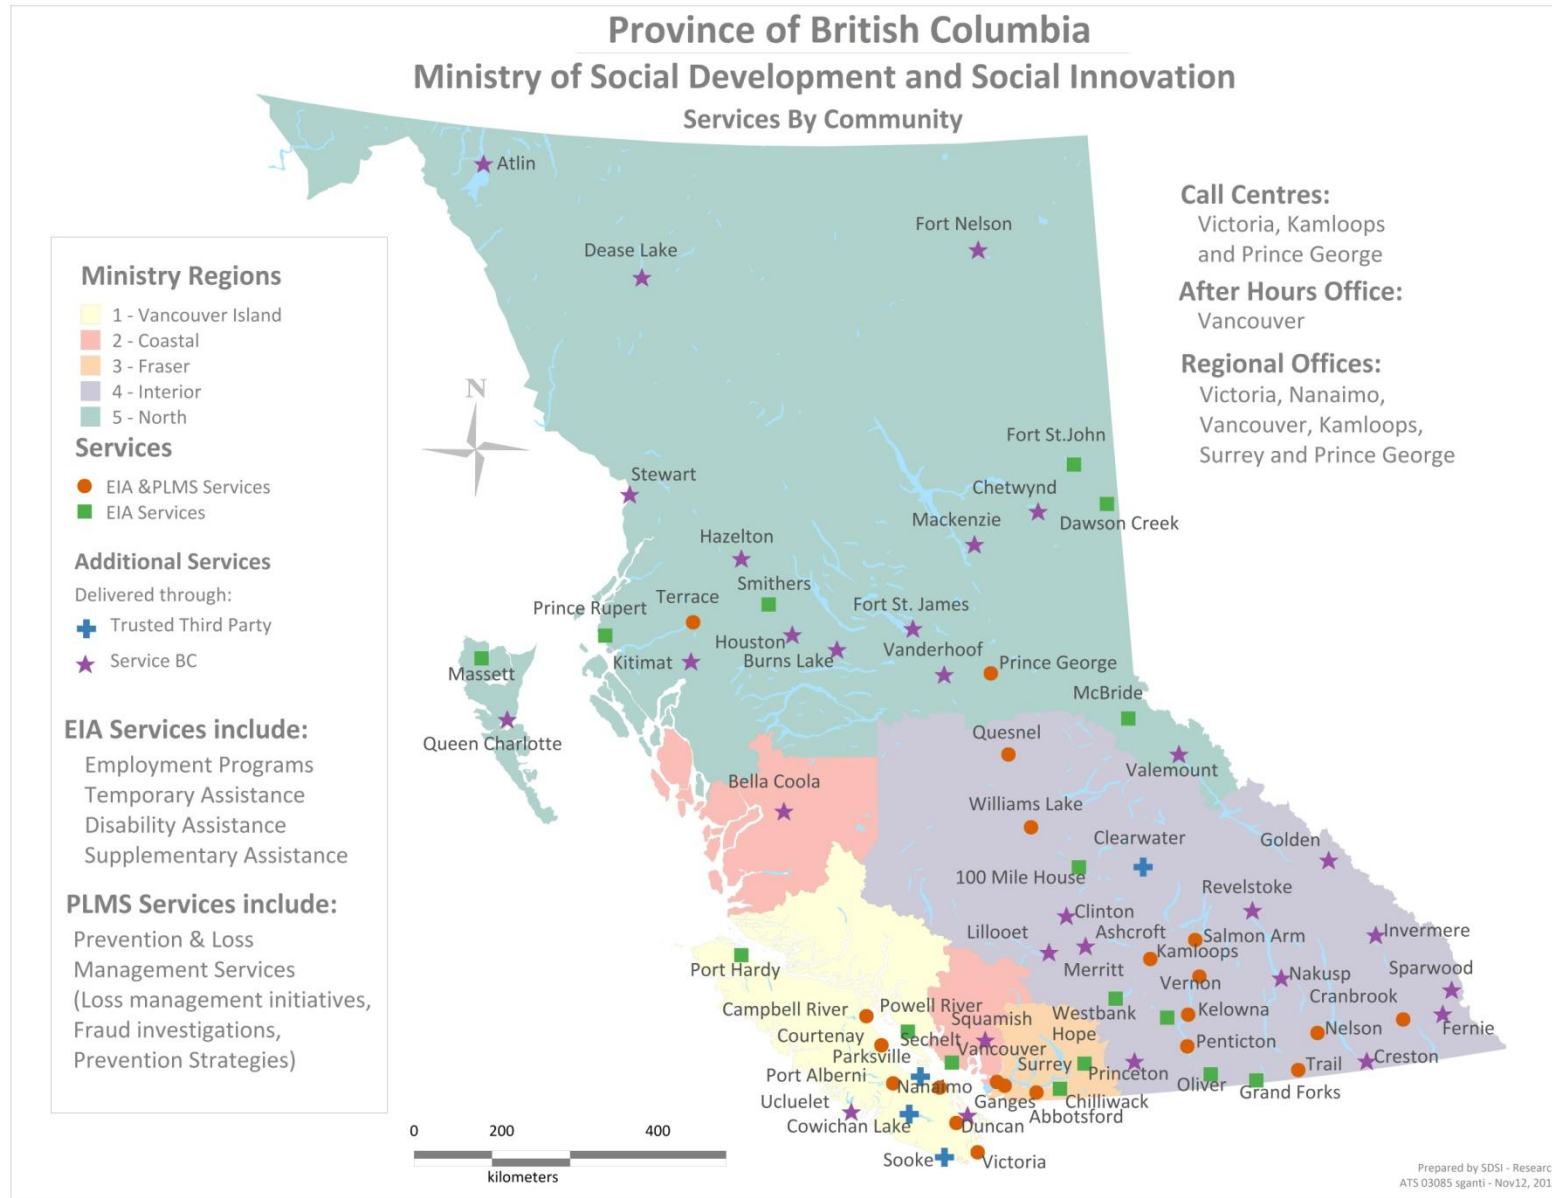 Province of British Columbia
Ministry of Social Development and Social Innovation
Services By Community
Call Centres:
Victoria, Kamloops
and Prince George
After Hours Office:
Vancouver
Regional Offices:
Victoria, Nanaimo,
Vancouver, Kamloops,
Surrey and Prince George
Ministry Regions
1 - Vancouver Island
2 - Coastal
3 - Fraser
4 - Interior
5 - North
Services
EIA &PLMS Services
EIA Services
Additional Services
Delivered through:
Trusted Third Party
Service BC
EIA Services include:
Employment Programs
Temporary Assistance
Disability Assistance
Supplementary Assistance
PLMS Services include:
Prevention & Loss
Management Services
(Loss management initiatives,
Fraud investigations,
Prevention Strategies)
N
Atlin
Fort Nelson
Dease Lake
Fort St.John
Stewart
Chetwynd
Mackenzie
Dawson Creek
Hazelton
Smithers
Terrace
Fort St. James
Prince Rupert
Houston
Vanderhoof
Burns Lake
Kitimat
Prince George
Massett
McBride
Queen Charlotte
Quesnel
Valemount
Bella Coola
Williams Lake
Clearwater
Golden
100 Mile House
Revelstoke
Clinton
Lillooet
Ashcroft
Salmon Arm
Invermere
Kamloops
Port Hardy
Merritt
Sparwood
Vernon
Nakusp
Cranbrook
Campbell River
Powell River
Westbank
Kelowna
Squamish
Hope
Nelson
Fernie
Courtenay
Sechelt
Vancouver
Penticton
Parksville
Surrey
Creston
Port Alberni
Princeton
Trail
Nanaimo
Oliver
Grand Forks
Ucluelet
Ganges
Chilliwack
Abbotsford
Cowichan Lake
Duncan
Sooke
Victoria
0 200 400
kilometers
Prepared by SDSI - Researc
ATS 03085 sganti - Nov12, 201